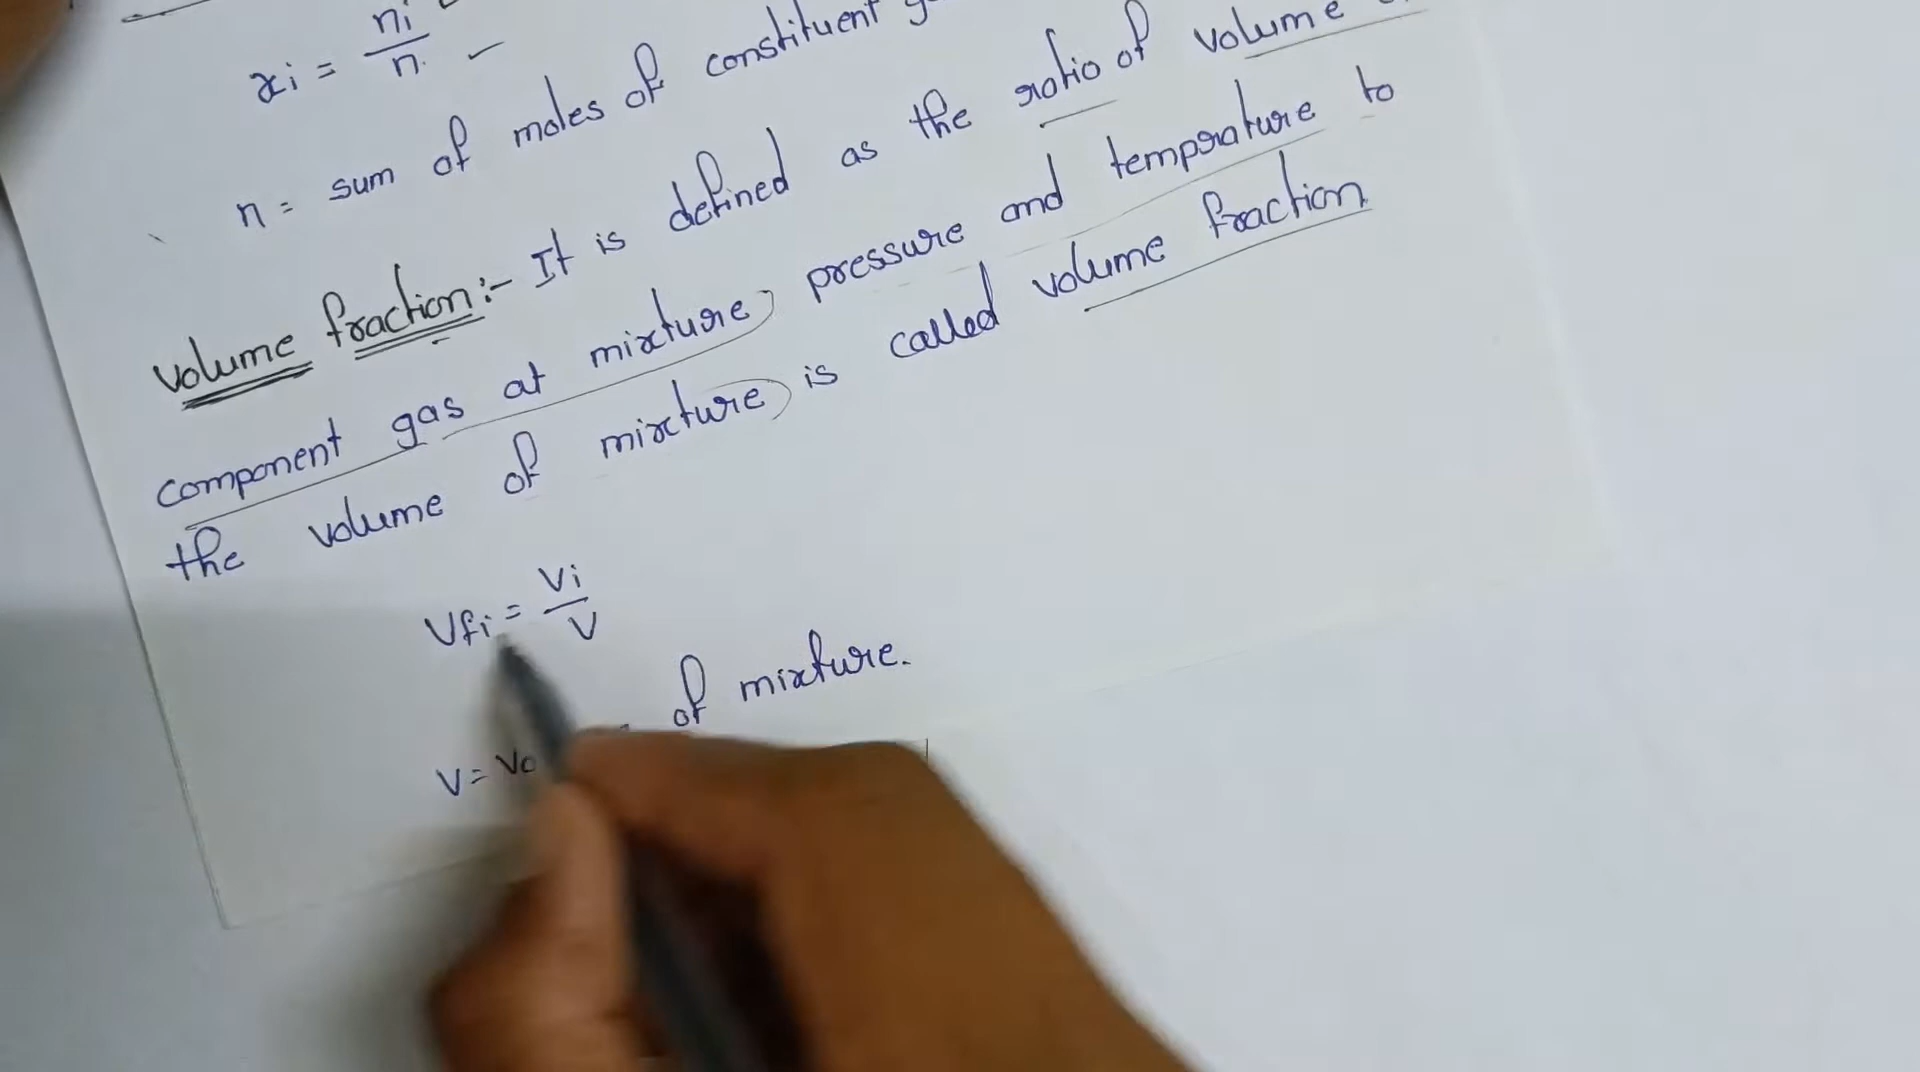 xi = ni/n
n = sum of moles of constituent
Volume fraction:- It is defined as the ratio of volume
component gas at mixture pressure and temperature to
the volume of mixture is called volume fraction
Vfi = Vi/V
V = of mixture.